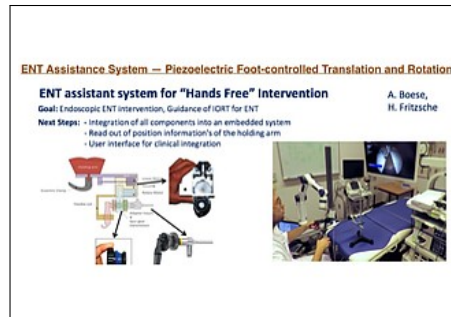 ENT Assistance System — Piezoelectric Foot-controlled Translation and Rotation
ENT assistant system for “Hands Free” Intervention
A. Boese,
H. Fritzsche
Goal: Endoscopic ENT intervention, Guidance of IORT for ENT
Next Steps: - Integration of all components into an embedded system
- Read out of position information's of the holding arm
- User interface for clinical integration